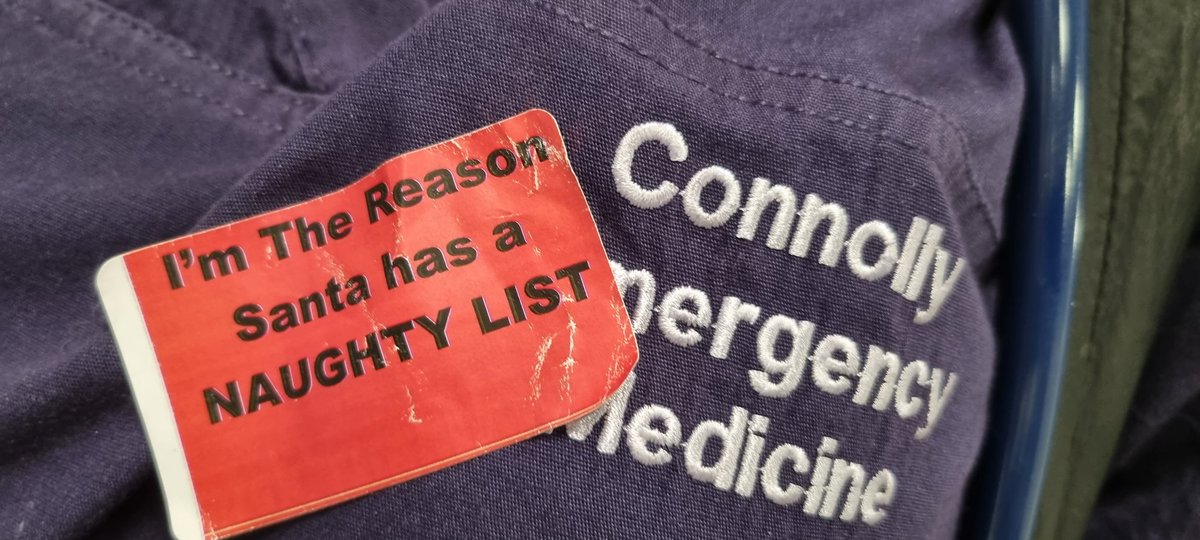 I'm The Reason
Santa has a
NAUGHTY LIST
Connolly
mergency
Medicine